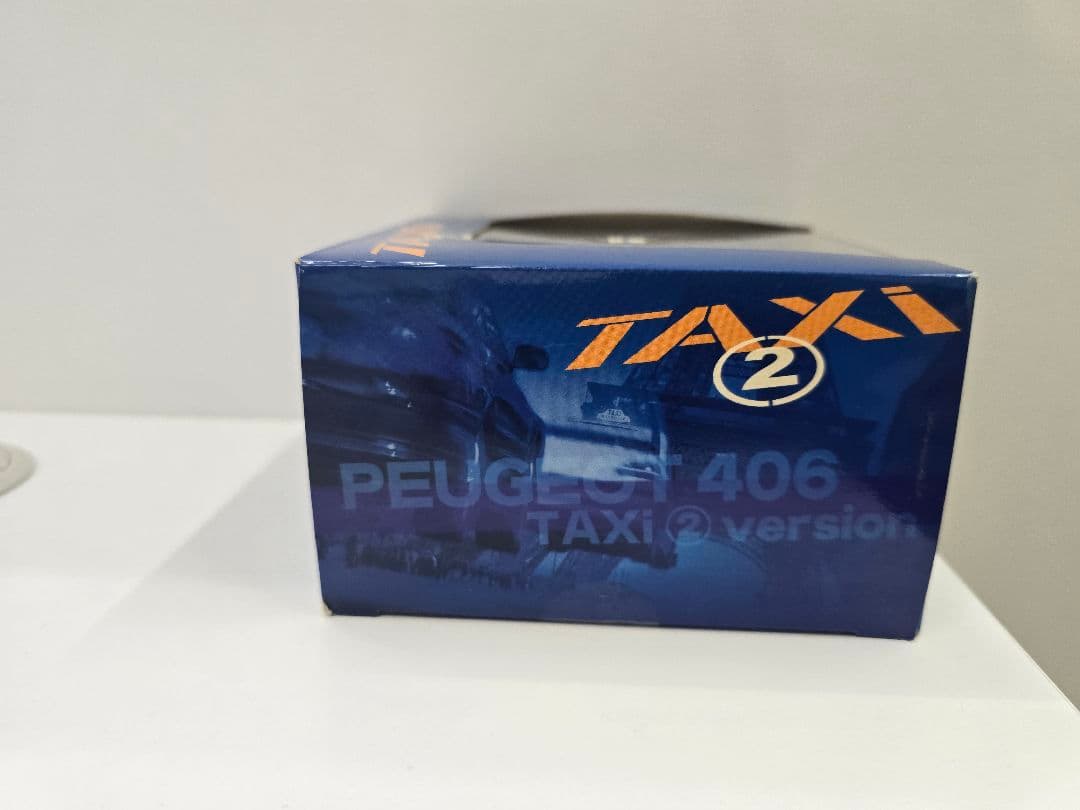 TAXi
2
PEUGEOT 406
TAXi ② version